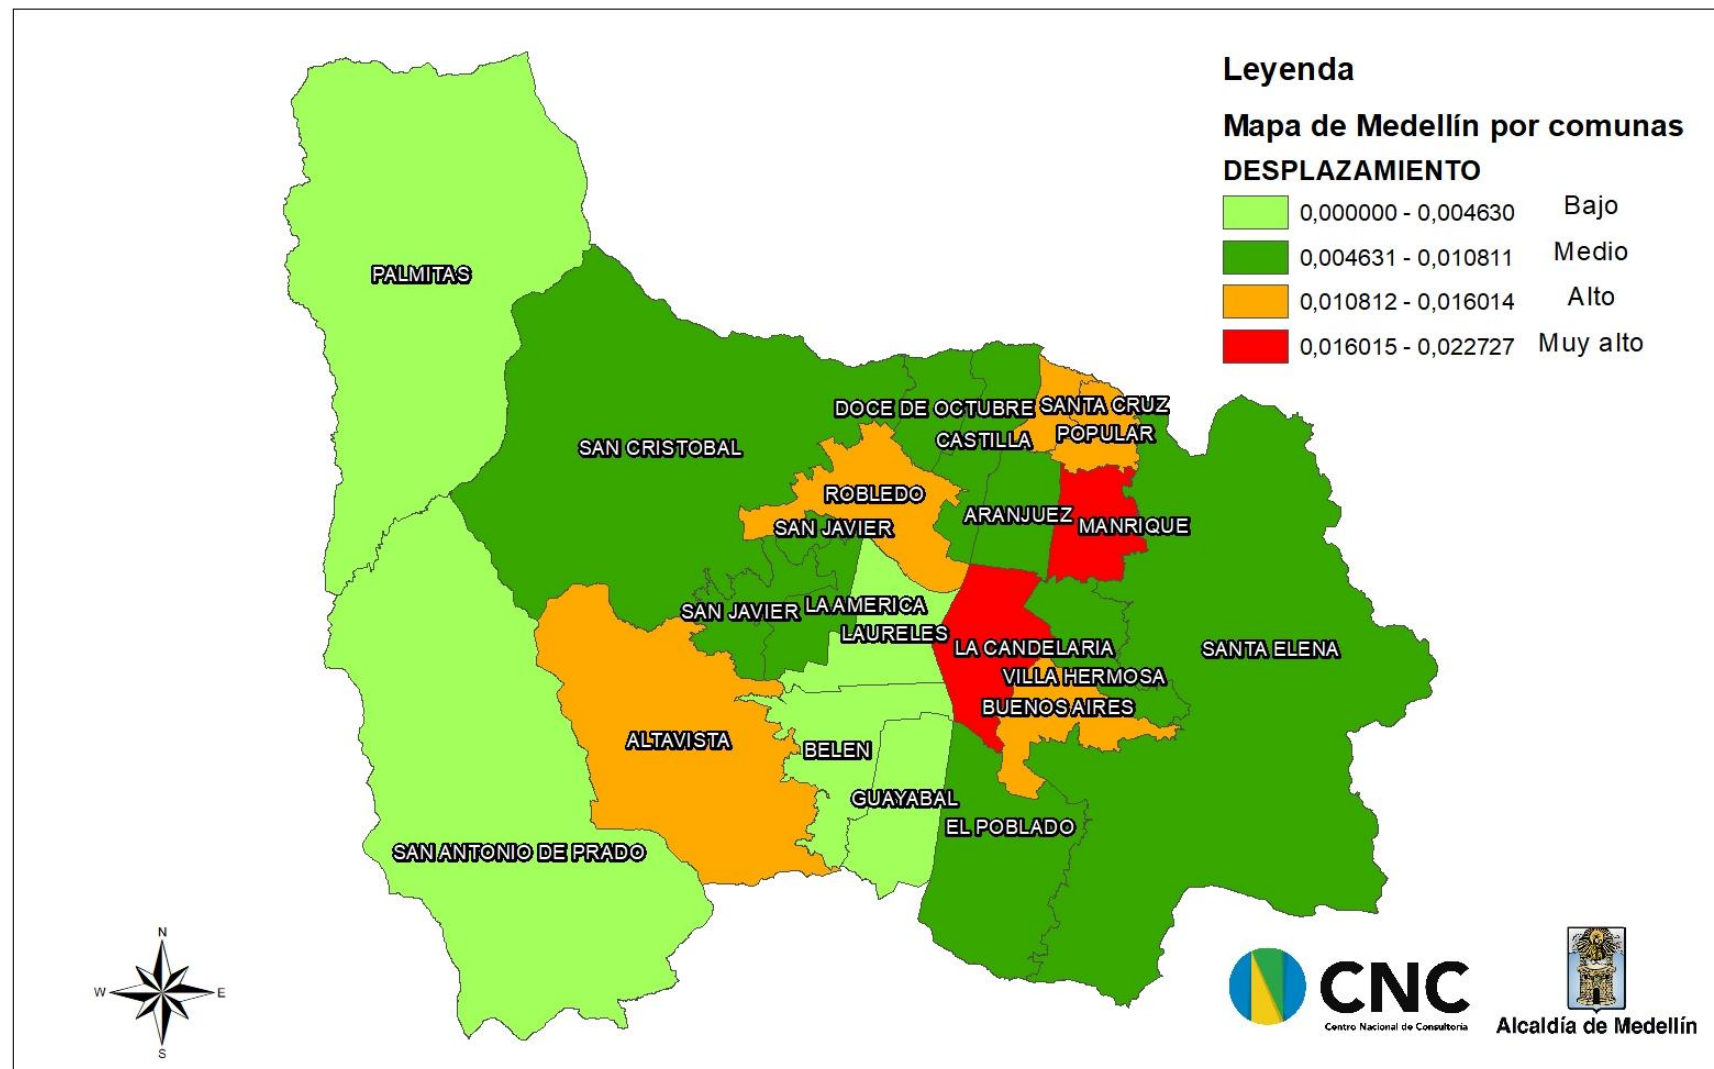 Leyenda
Mapa de Medellín por comunas
DESPLAZAMIENTO
0,000000 - 0,004630 Bajo
0,004631 - 0,010811 Medio
0,010812 - 0,016014 Alto
0,016015 - 0,022727 Muy alto
PALMITAS
DOCE DE OCTUBRE
SANTA CRUZ
SAN CRISTOBAL
CASTILLA
POPULAR
ROBLEDO
SAN JAVIER
ARANJUEZ
MANRIQUE
SAN JAVIER
LA AMERICA
LAURELES
LA CANDELARIA
SANTA ELENA
VILLA HERMOSA
BUENOS AIRES
ALTAVISTA
BELEN
GUAYABAL
EL POBLADO
SAN ANTONIO DE PRADO
N
W
E
S
CNC
Centro Nacional de Consultoría
Alcaldía de Medellín